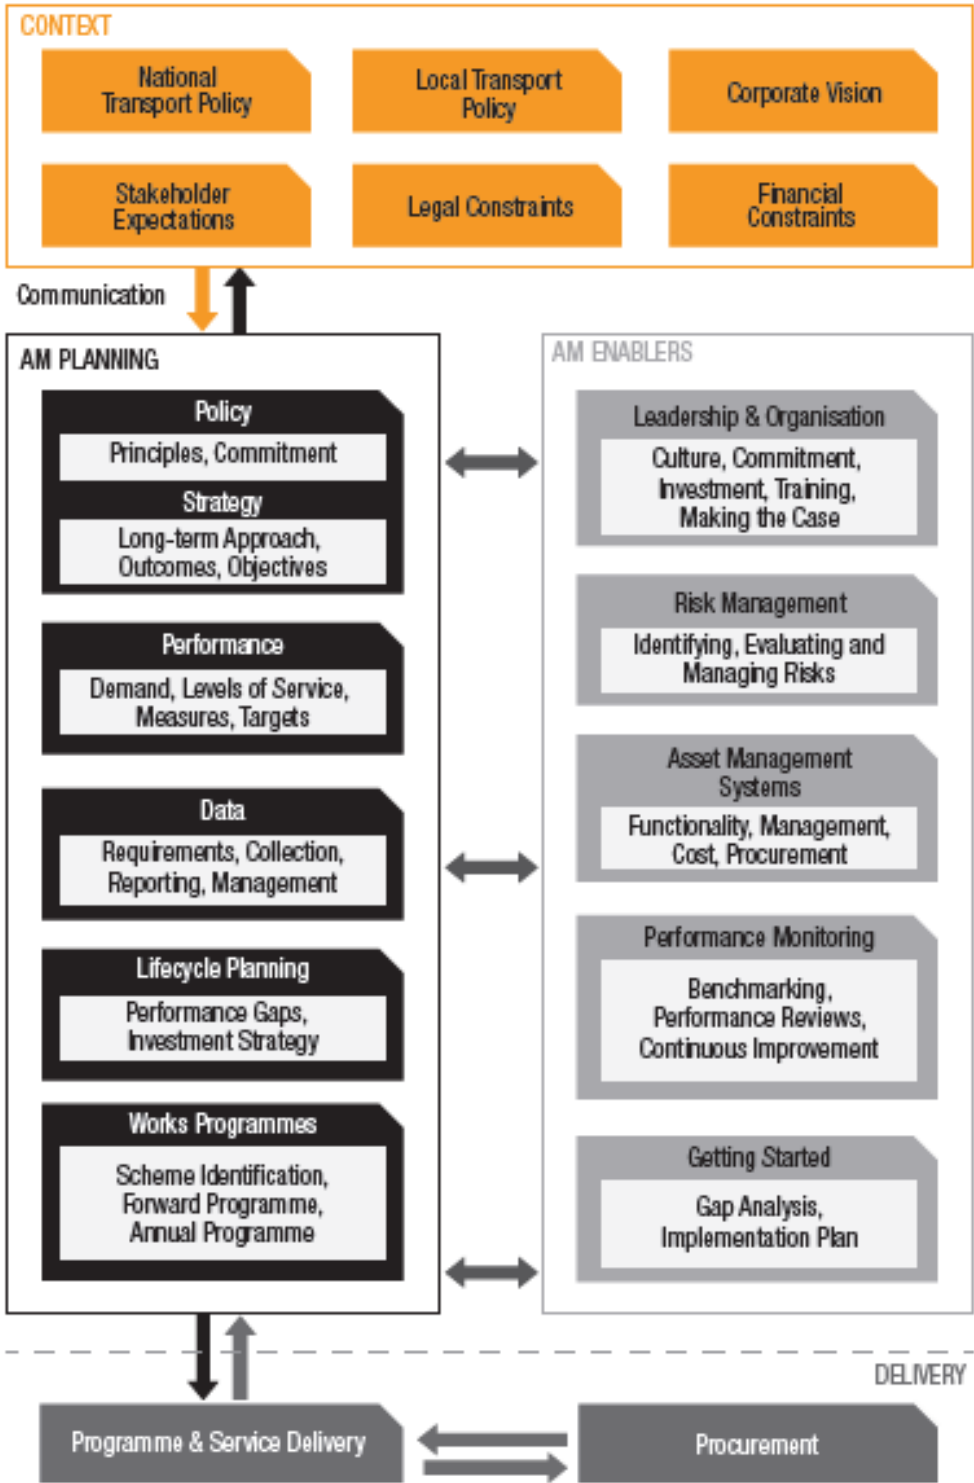 CONTEXT
National
Transport Policy
Local Transport
Policy
Corporate Vision
Stakeholder
Expectations
Legal Constraints
Financial
Constraints
Communication
AM PLANNING
Policy
Principles, Commitment
Strategy
Long-term Approach,
Outcomes, Objectives
Performance
Demand, Levels of Service,
Measures, Targets
Data
Requirements, Collection,
Reporting, Management
Lifecycle Planning
Performance Gaps,
Investment Strategy
Works Programmes
Scheme Identification,
Forward Programme,
Annual Programme
AM ENABLERS
Leadership & Organisation
Culture, Commitment,
Investment, Training,
Making the Case
Risk Management
Identifying, Evaluating and
Managing Risks
Asset Management
Systems
Functionality, Management,
Cost, Procurement
Performance Monitoring
Benchmarking,
Performance Reviews,
Continuous Improvement
Getting Started
Gap Analysis,
Implementation Plan
DELIVERY
Programme & Service Delivery
Procurement